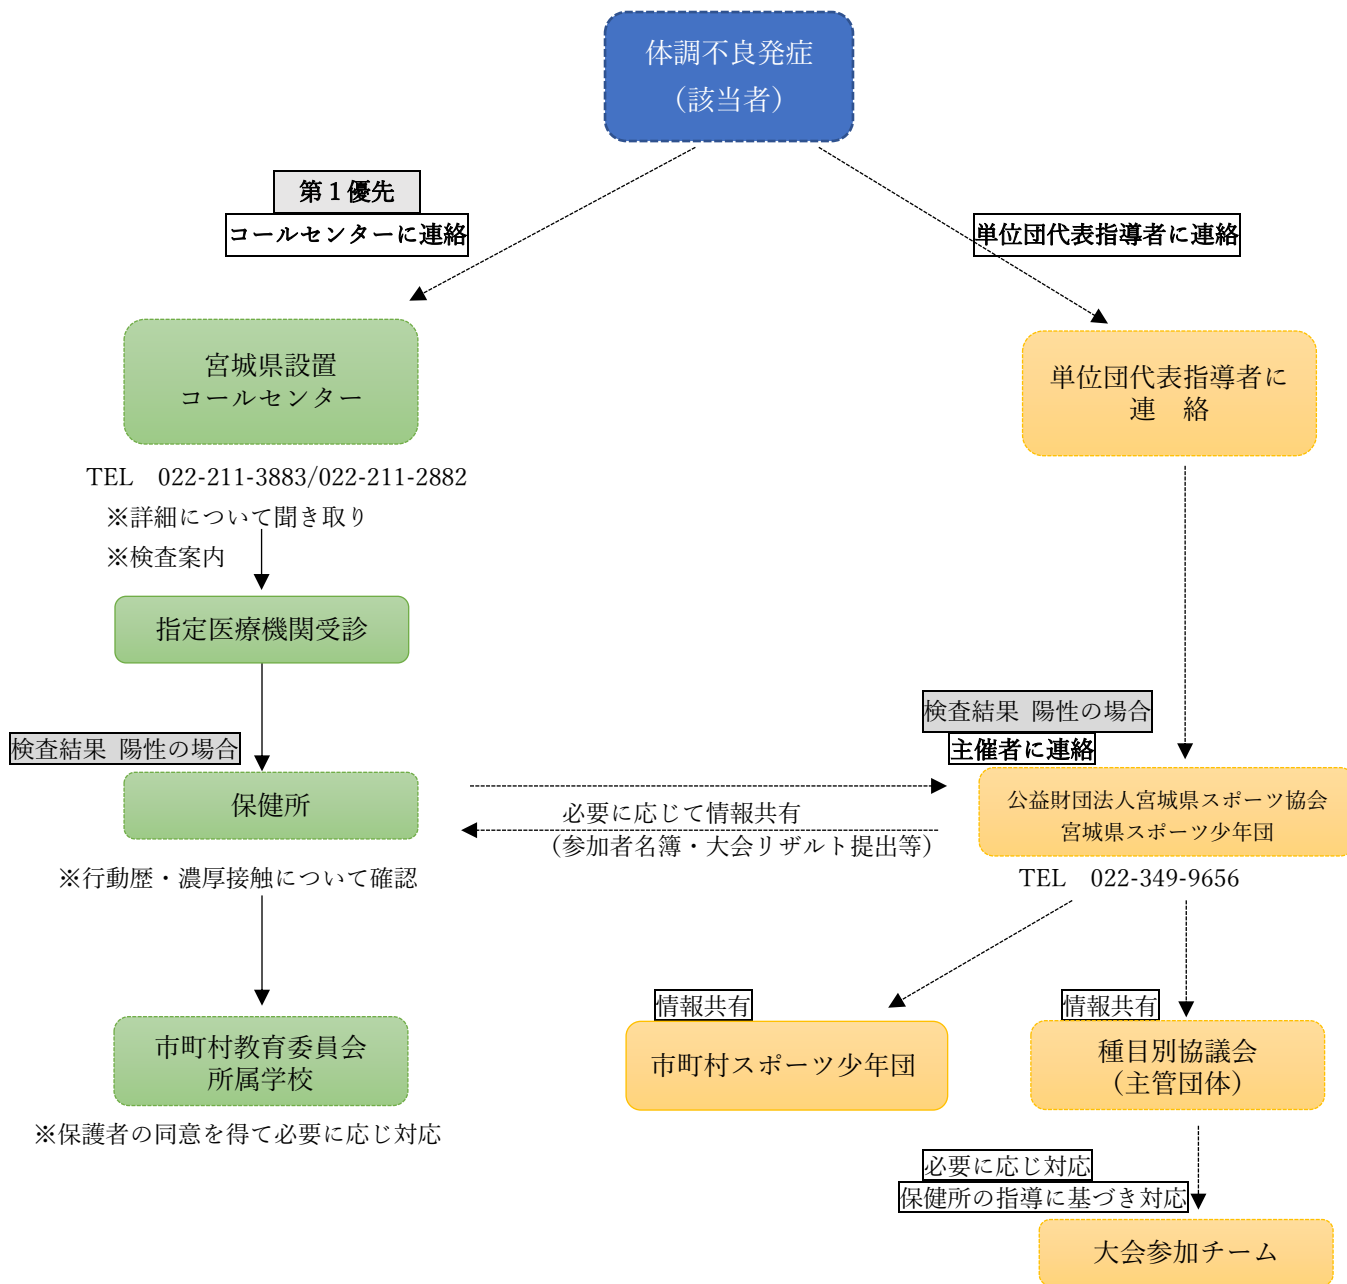 体調不良発症
（該当者）
第１優先
コールセンターに連絡
単位団代表指導者に連絡
宮城県設置
コールセンター
単位団代表指導者に
連　絡
TEL　022-211-3883/022-211-2882
※詳細について聞き取り
※検査案内
指定医療機関受診
検査結果 陽性の場合
主催者に連絡
検査結果 陽性の場合
保健所
必要に応じて情報共有
（参加者名簿・大会リザルト提出等）
公益財団法人宮城県スポーツ協会
宮城県スポーツ少年団
※行動歴・濃厚接触について確認
TEL　022-349-9656
情報共有
情報共有
市町村教育委員会
所属学校
市町村スポーツ少年団
種目別協議会
（主管団体）
※保護者の同意を得て必要に応じ対応
必要に応じ対応
保健所の指導に基づき対応
大会参加チーム